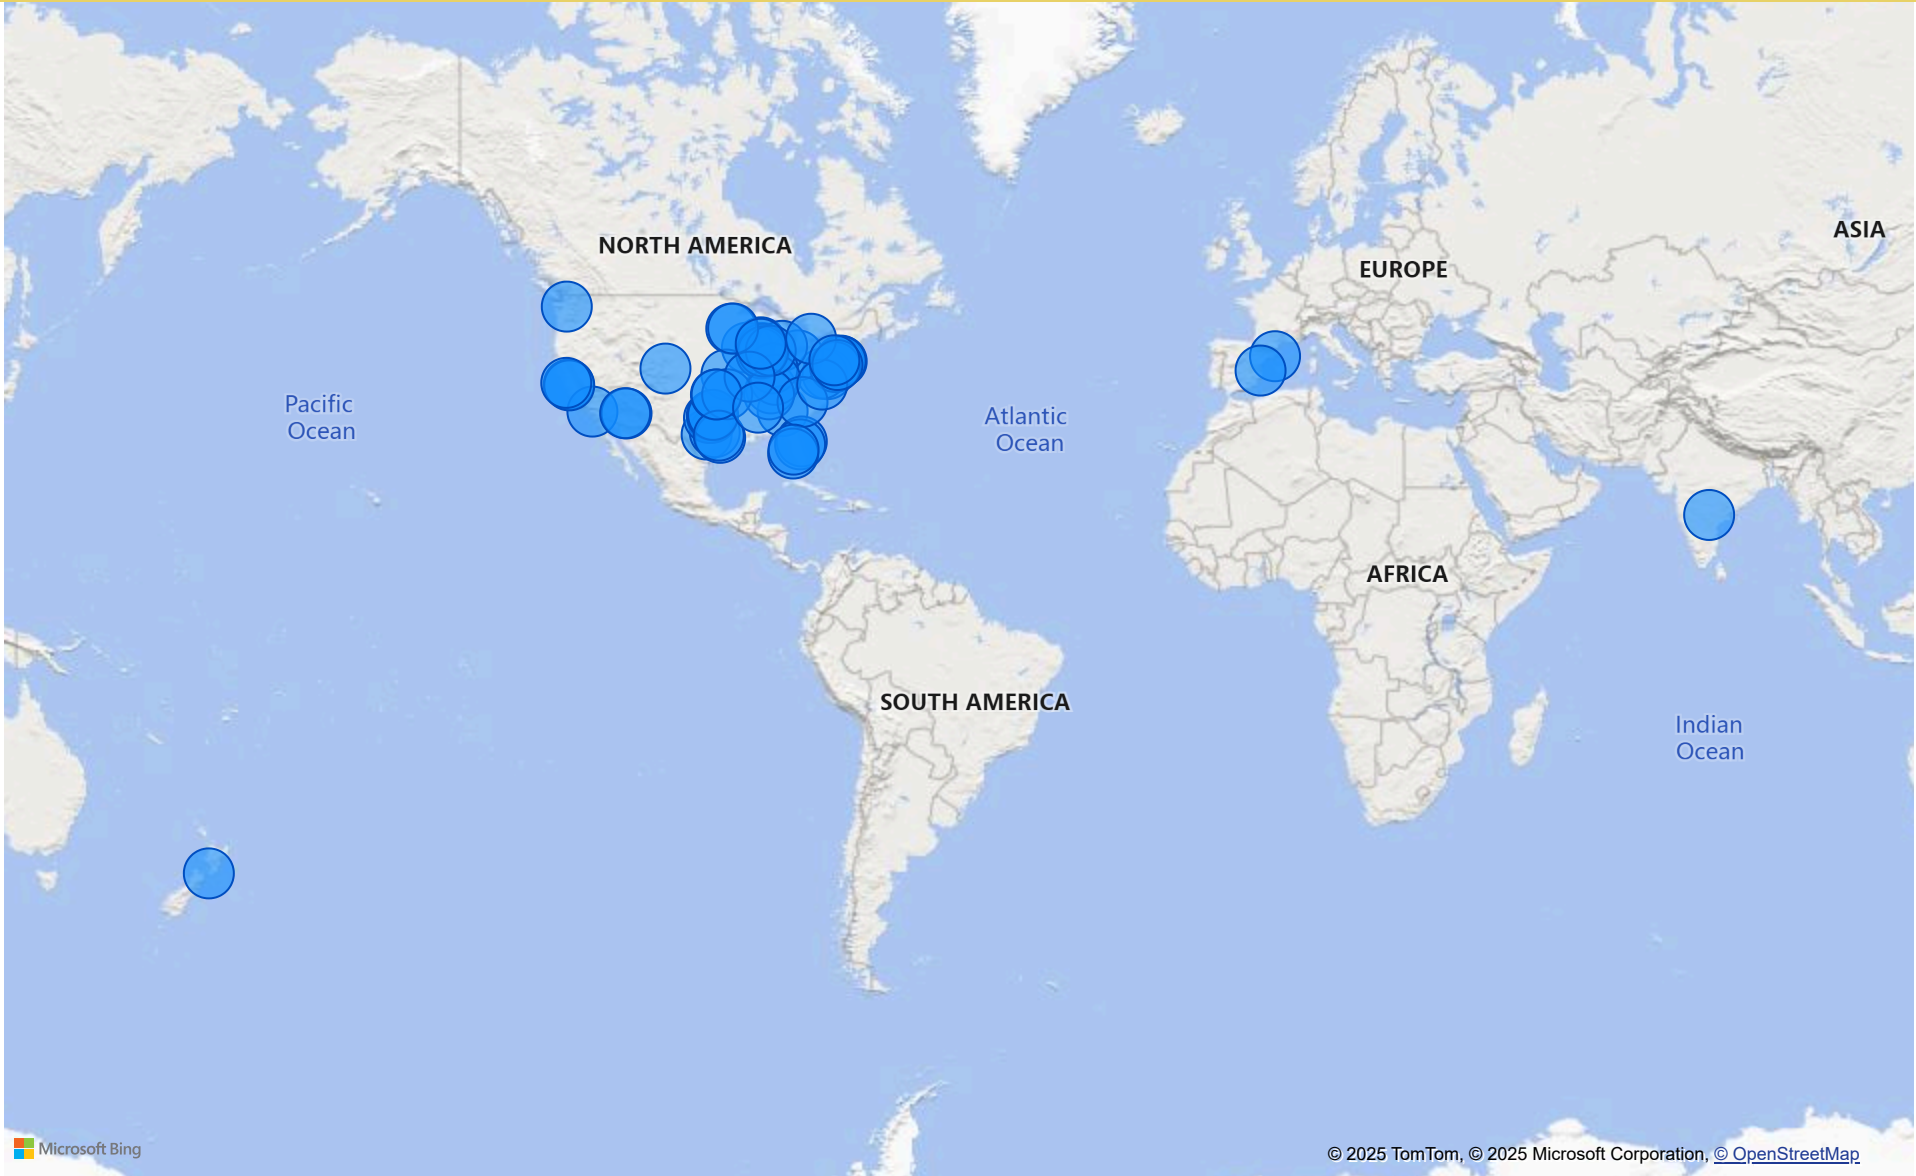 NORTH AMERICA
ASIA
EUROPE
Pacific
Ocean
Atlantic
Ocean
AFRICA
SOUTH AMERICA
Indian
Ocean
Microsoft Bing
© 2025 TomTom, © 2025 Microsoft Corporation, © OpenStreetMap